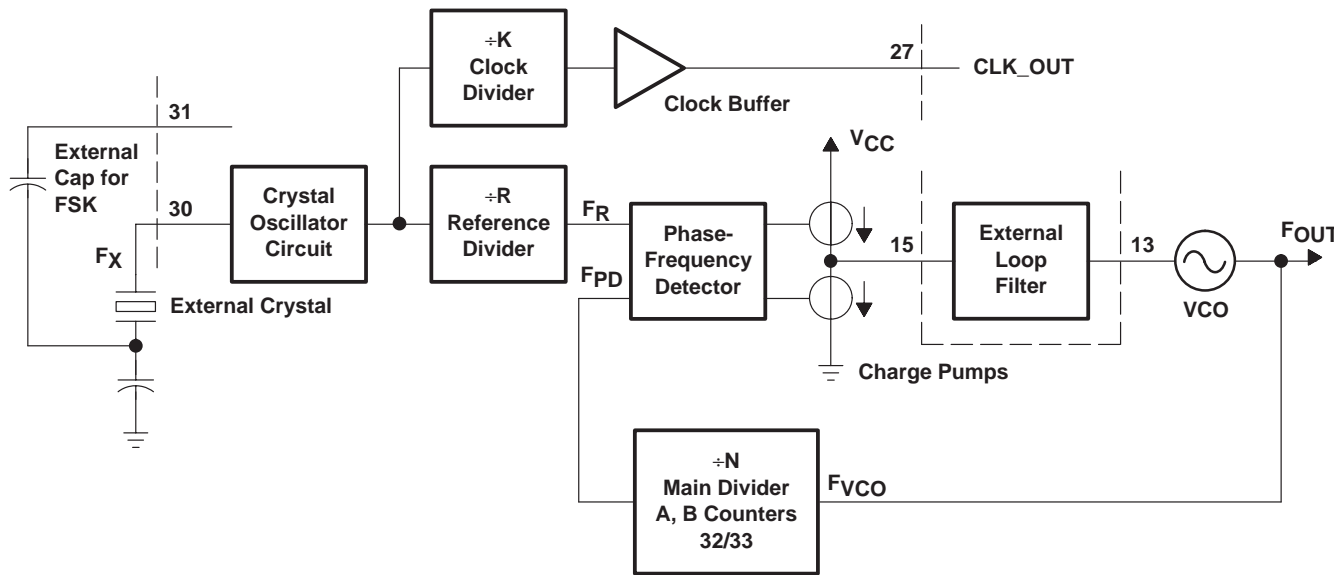 ÷K
Clock
Divider
Clock Buffer
27
CLK_OUT
31
External
Cap for
FSK
30
FX
External Crystal
Crystal
Oscillator
Circuit
÷R
Reference
Divider
FR
FPD
Phase-
Frequency
Detector
VCC
15
Charge Pumps
External
Loop
Filter
13
VCO
FOUT
÷N
Main Divider
A, B Counters
32/33
FVCO